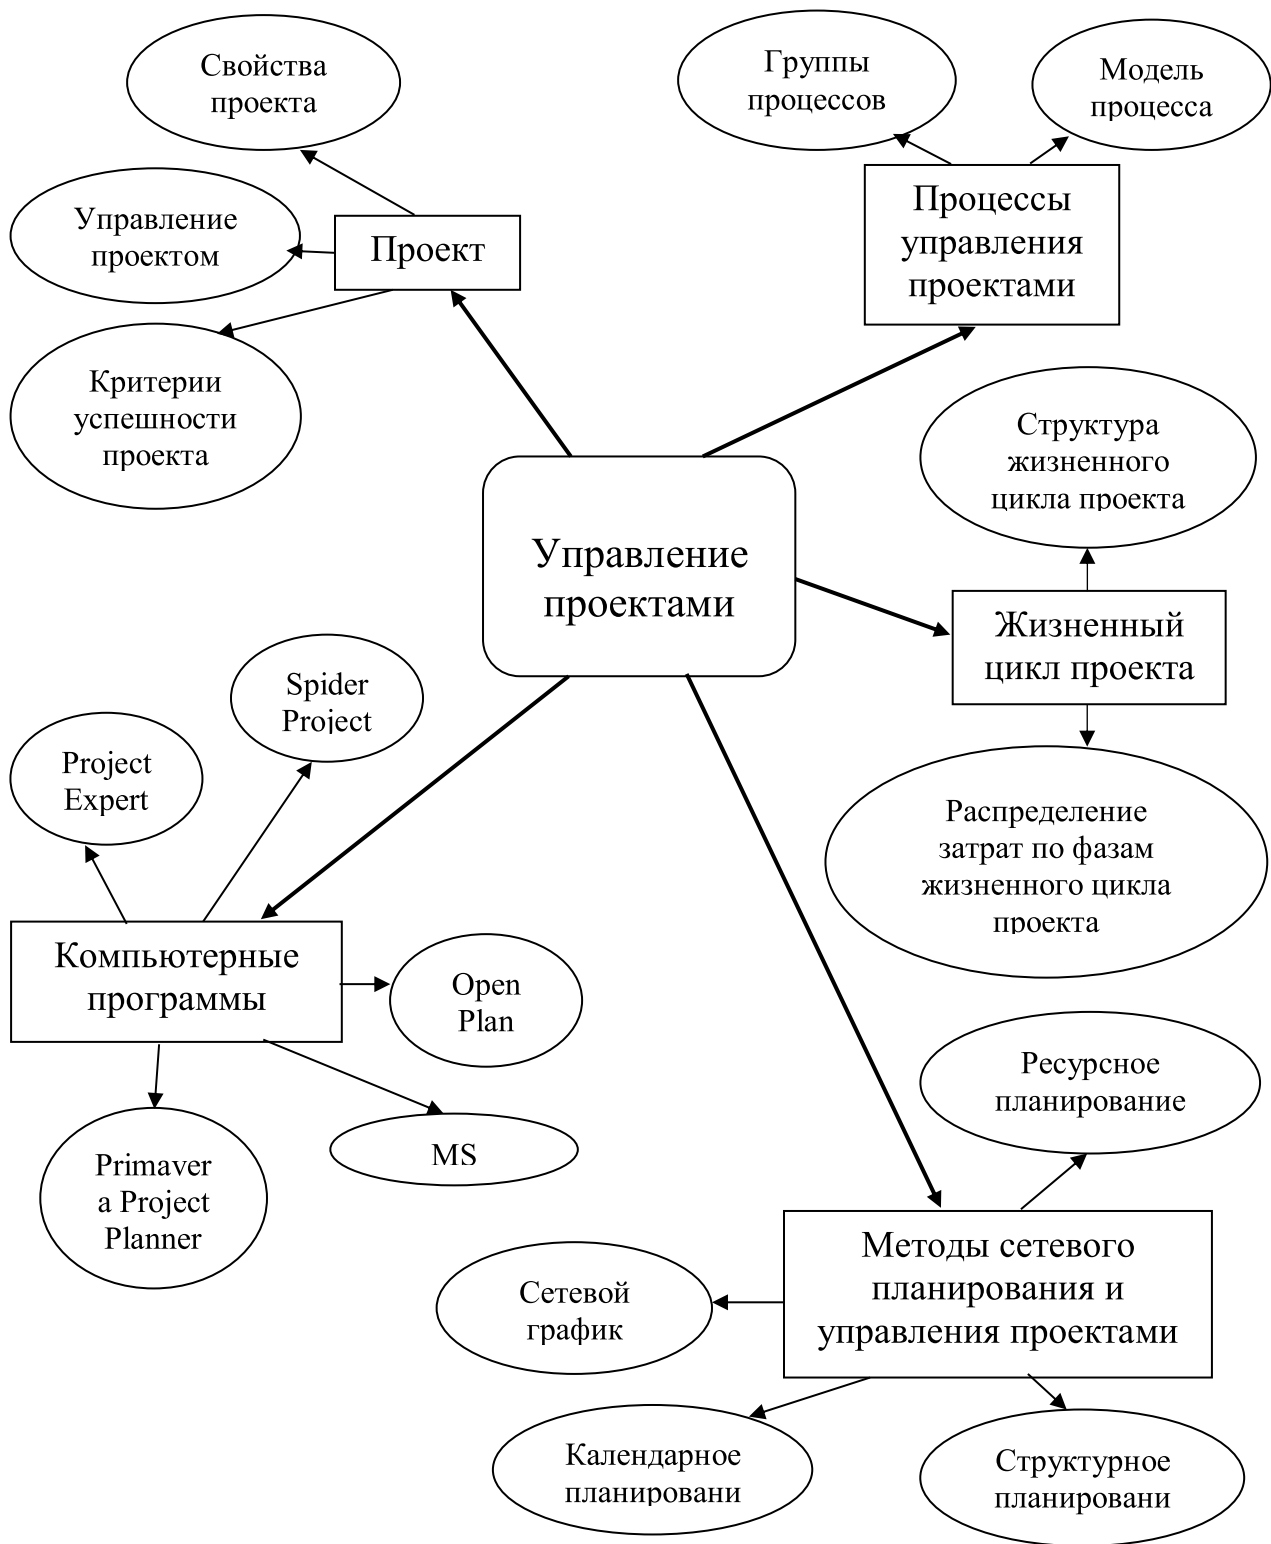 Свойства
проекта
Группы
процессов
Модель
процесса
Управление
проектом
Проект
Процессы
управления
проектами
Критерии
успешности
проекта
Структура
жизненного
цикла проекта
Управление
проектами
Жизненный
цикл проекта
Spider
Project
Project
Expert
Распределение
затрат по фазам
жизненного цикла
проекта
Компьютерные
программы
Open
Plan
Ресурсное
планирование
MS
Primaver
a Project
Planner
Методы сетевого
планирования и
управления проектами
Сетевой
график
Календарное
планировани
Структурное
планировани